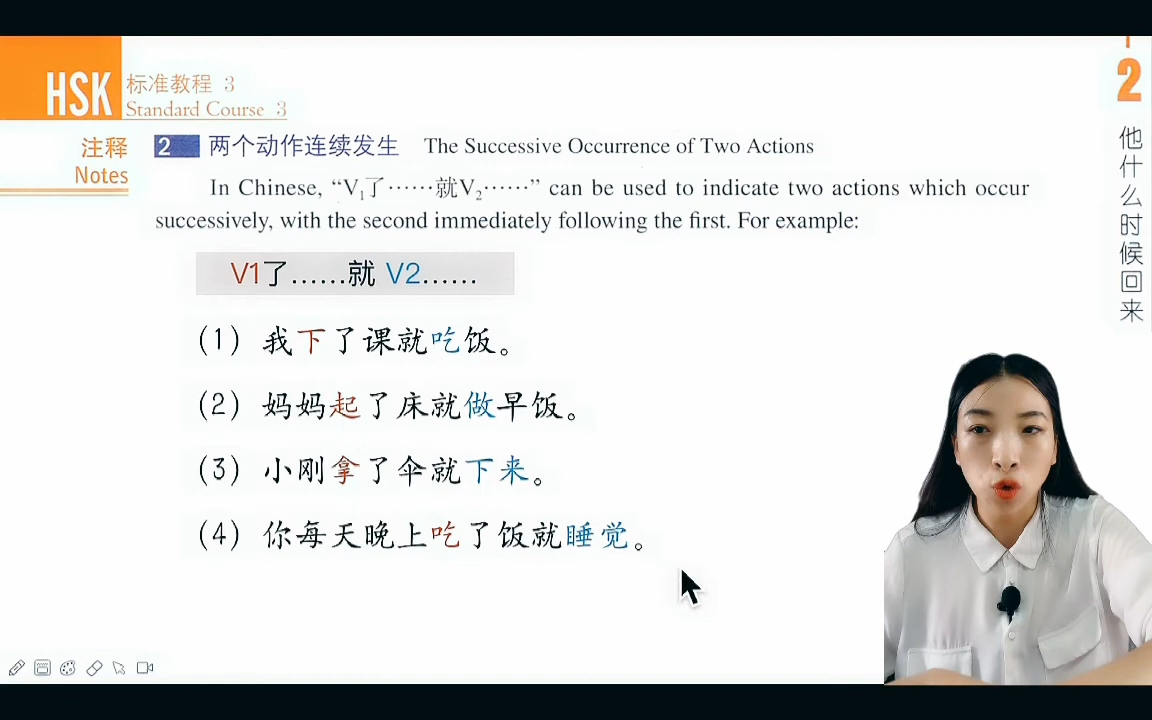 HSK 标准教程 3
Standard Course 3
注释
Notes
2 两个动作连续发生 The Successive Occurrence of Two Actions
In Chinese, “V₁了……就V₂……” can be used to indicate two actions which occur
successively, with the second immediately following the first. For example:
V1了……就 V2……
(1) 我下了课就吃饭。
(2) 妈妈起了床就做早饭。
(3) 小刚拿了伞就下来。
(4) 你每天晚上吃了饭就睡觉。
2
他什么时候回来